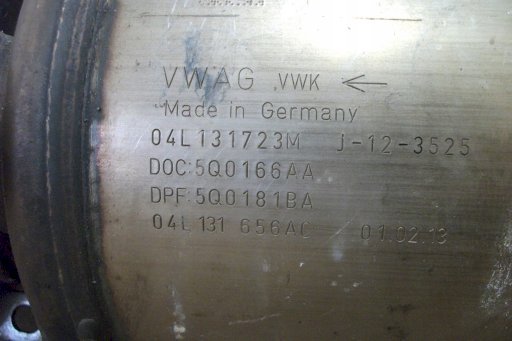 VWAG VWK ←
Made in Germany
04L131723M J-12-3525
DOC:5Q0166AA
DPF:5Q0181BA
04L 131 656AC 01.02.13